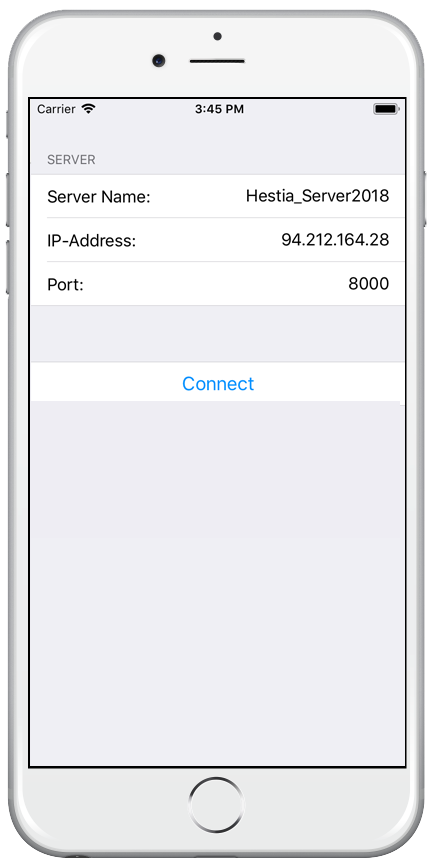 Carrier 3:45 PM
SERVER
Server Name: Hestia_Server2018
IP-Address: 94.212.164.28
Port: 8000
Connect